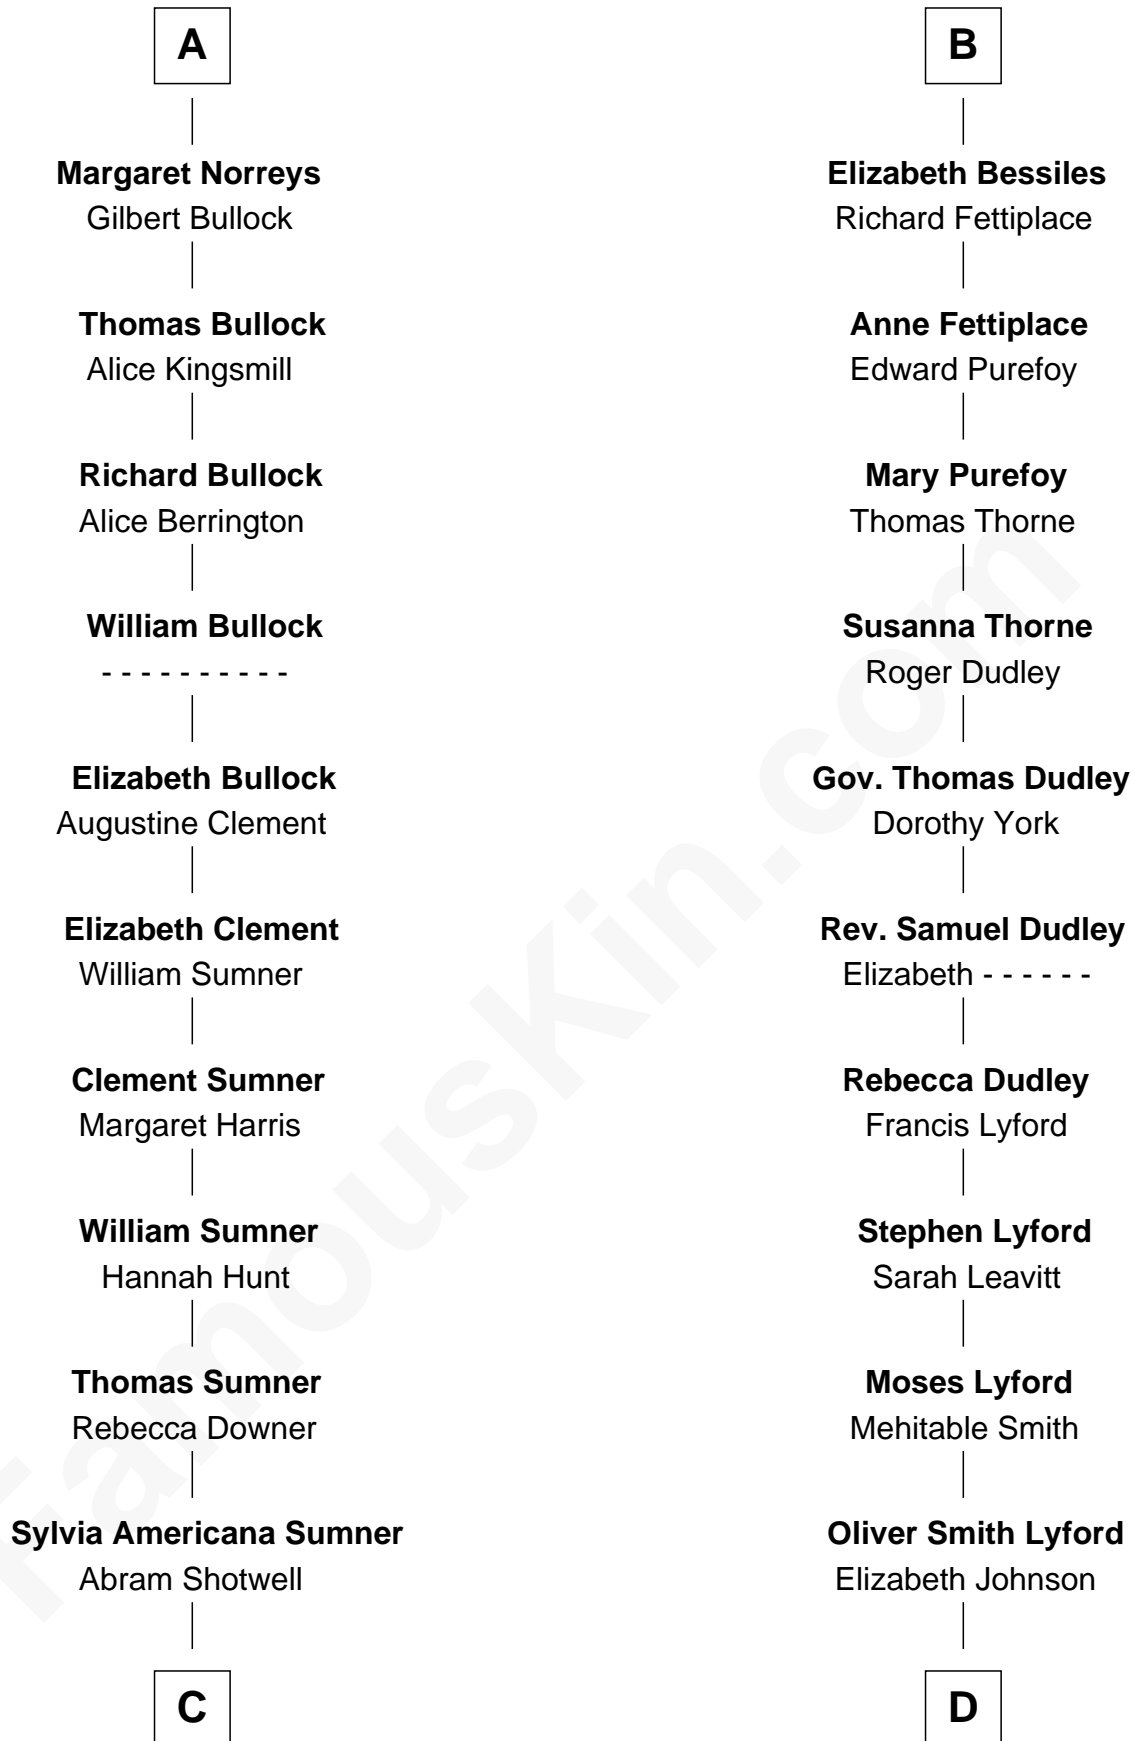 A
Margaret Norreys
Gilbert Bullock
Thomas Bullock
Alice Kingsmill
Richard Bullock
Alice Berrington
William Bullock
- - - - - - - - - -
Elizabeth Bullock
Augustine Clement
Elizabeth Clement
William Sumner
Clement Sumner
Margaret Harris
William Sumner
Hannah Hunt
Thomas Sumner
Rebecca Downer
Sylvia Americana Sumner
Abram Shotwell
C
B
Elizabeth Bessiles
Richard Fettiplace
Anne Fettiplace
Edward Purefoy
Mary Purefoy
Thomas Thorne
Susanna Thorne
Roger Dudley
Gov. Thomas Dudley
Dorothy York
Rev. Samuel Dudley
Elizabeth - - - - - -
Rebecca Dudley
Francis Lyford
Stephen Lyford
Sarah Leavitt
Moses Lyford
Mehitable Smith
Oliver Smith Lyford
Elizabeth Johnson
D
FamousKin.com